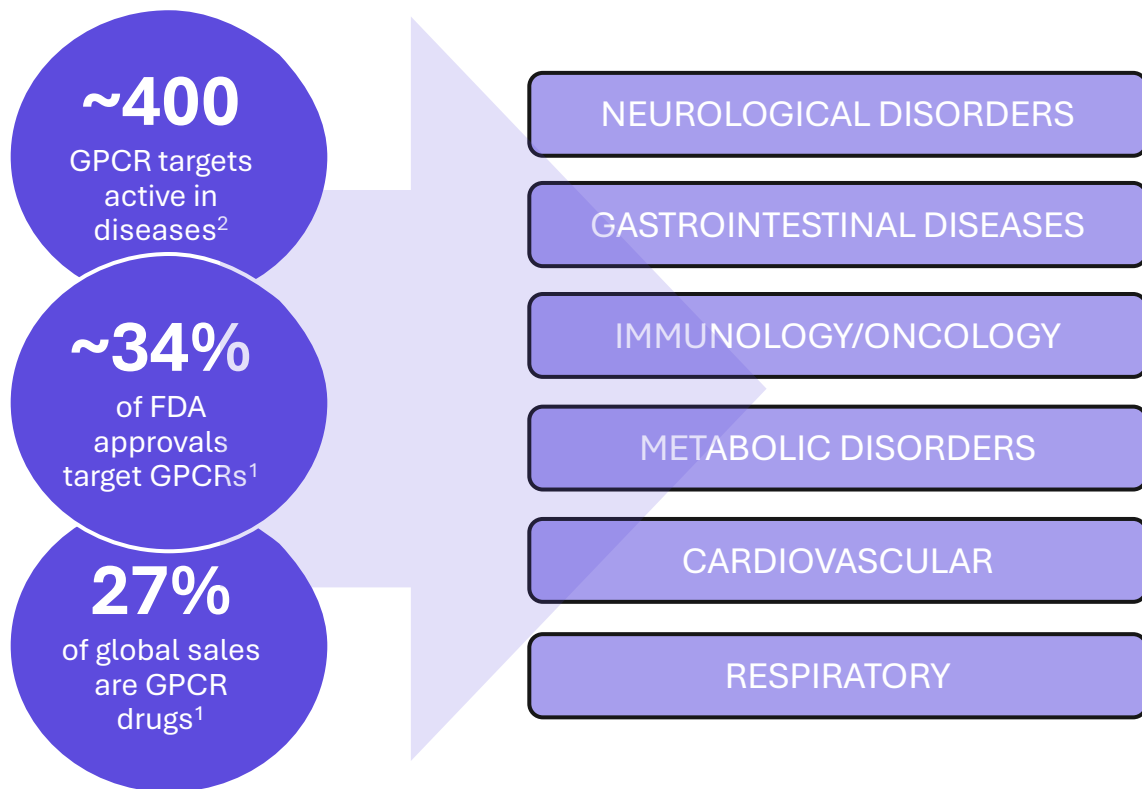 ~400
GPCR targets
active in
diseases²
~34%
of FDA
approvals
target GPCRs¹
27%
of global sales
are GPCR
drugs¹
NEUROLOGICAL DISORDERS
GASTROINTESTINAL DISEASES
IMMUNOLOGY/ONCOLOGY
METABOLIC DISORDERS
CARDIOVASCULAR
RESPIRATORY